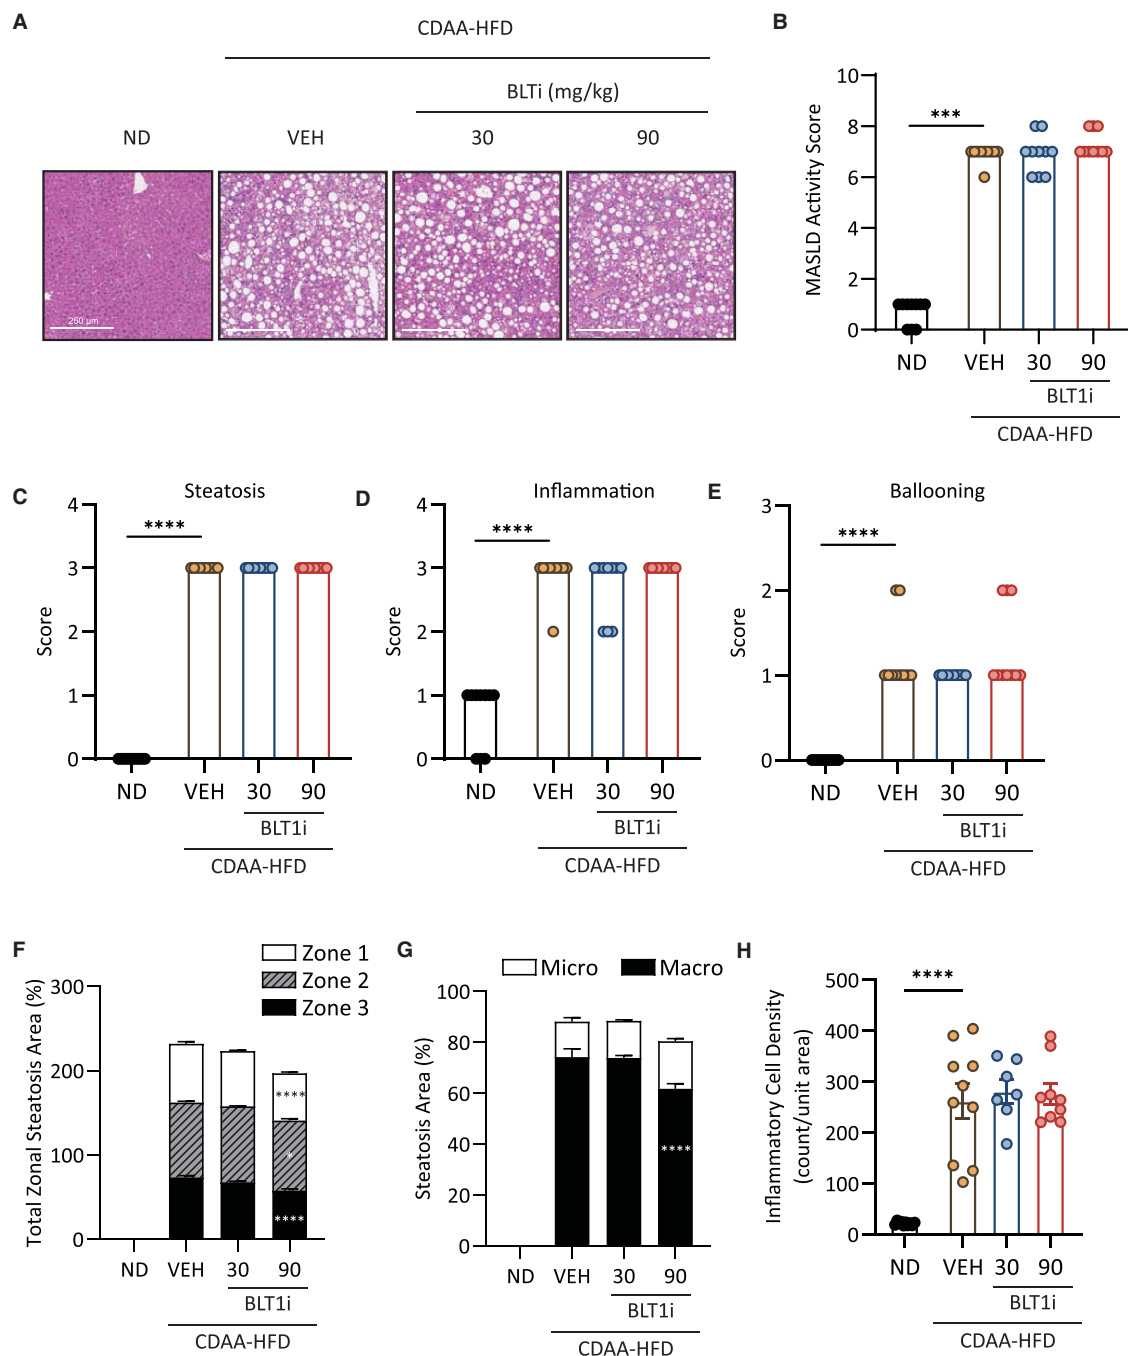 A
CDAA-HFD
BLTi (mg/kg)
ND VEH 30 90
250 µm
B
MASLD Activity Score
10
8
6
4
2
0
***
ND VEH 30 90
BLT1i
CDAA-HFD
C
Steatosis
Score
4
3
2
1
0
****
ND VEH 30 90
BLT1i
CDAA-HFD
D
Inflammation
Score
4
3
2
1
0
****
ND VEH 30 90
BLT1i
CDAA-HFD
E
Ballooning
Score
3
2
1
0
****
ND VEH 30 90
BLT1i
CDAA-HFD
F
Zone 1
Zone 2
Zone 3
Total Zonal Steatosis Area (%)
300
200
100
0
****
*
****
ND VEH 30 90
BLT1i
CDAA-HFD
G
Micro Macro
Steatosis Area (%)
100
80
60
40
20
0
****
ND VEH 30 90
BLT1i
CDAA-HFD
H
Inflammatory Cell Density
(count/unit area)
500
400
300
200
100
0
****
ND VEH 30 90
BLT1i
CDAA-HFD